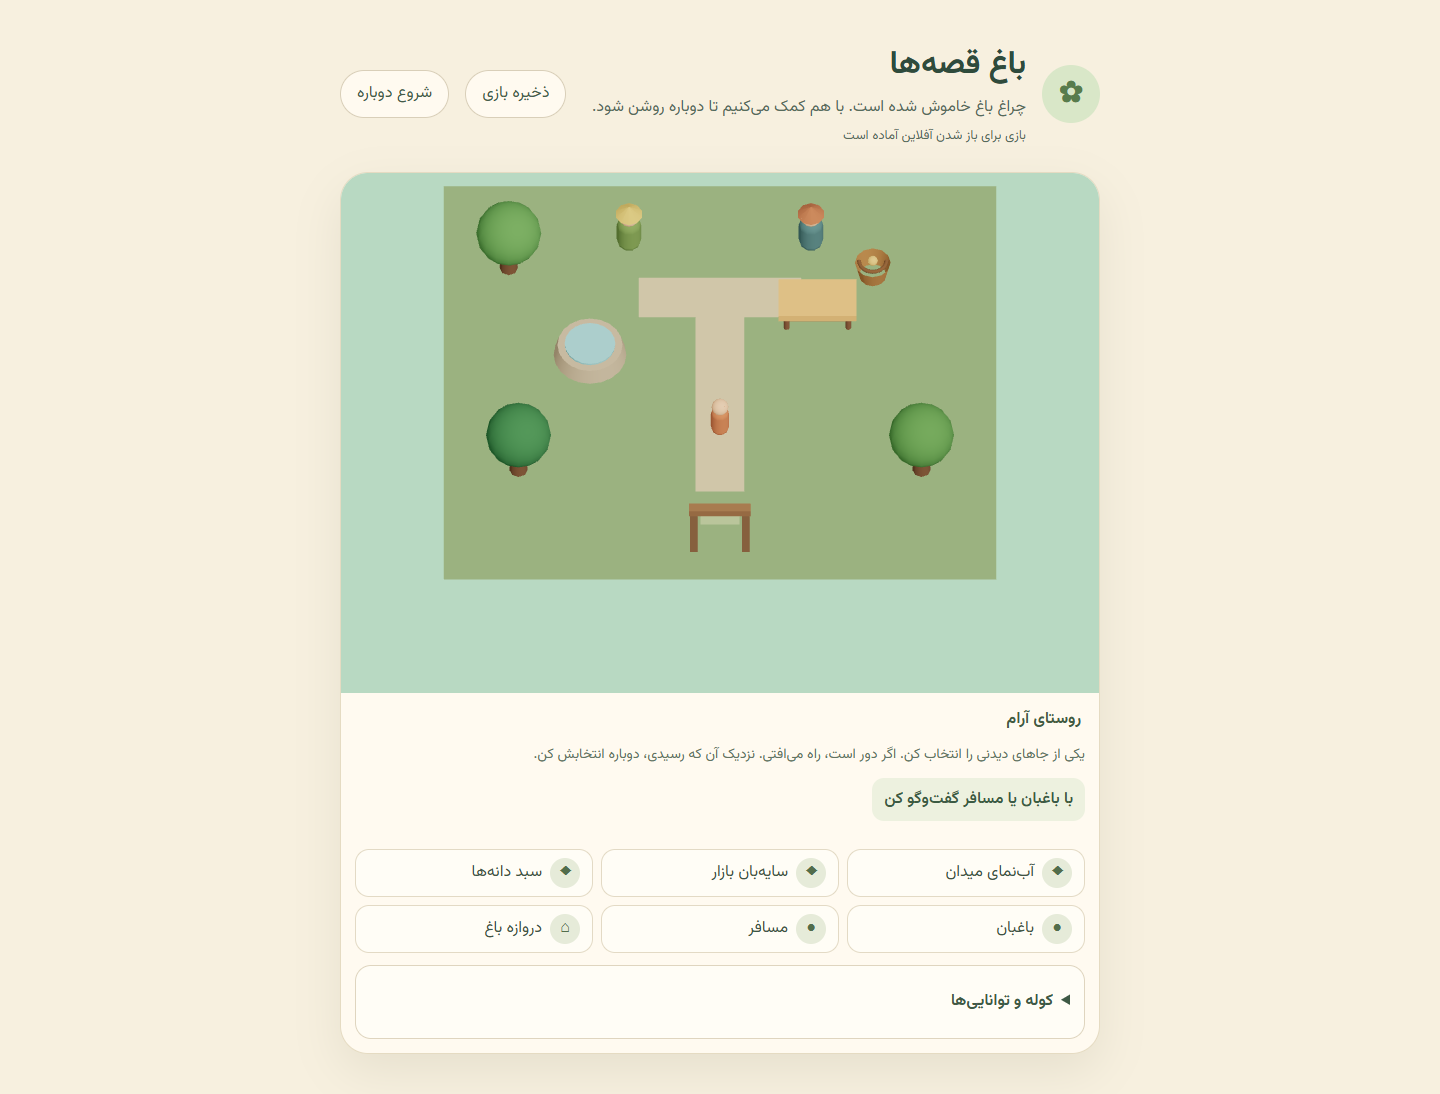 باغ قصه‌ها
چراغ باغ خاموش شده است. با هم کمک می‌کنیم تا دوباره روشن شود.
بازی برای باز شدن آفلاین آماده است
ذخیره بازی
شروع دوباره
روستای آرام
یکی از جاهای دیدنی را انتخاب کن. اگر دور است، راه می‌افتی. نزدیک آن که رسیدی، دوباره انتخابش کن.
با باغبان یا مسافر گفت‌وگو کن
آب‌نمای میدان
سایه‌بان بازار
سبد دانه‌ها
باغبان
مسافر
دروازه باغ
کوله و توانایی‌ها